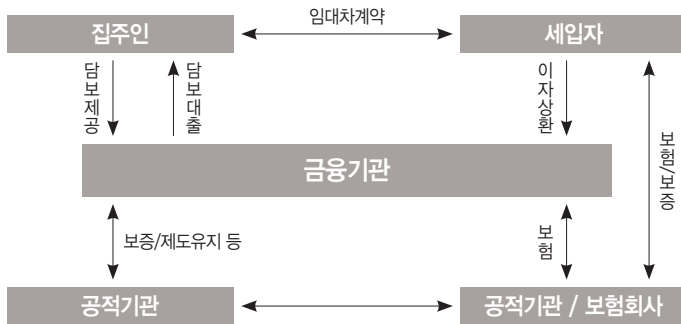 임대차계약
집주인
세입자
담보제공
담보대출
이자상환
보험/보증
금융기관
보증/제도유지 등
보험
공적기관
공적기관 / 보험회사